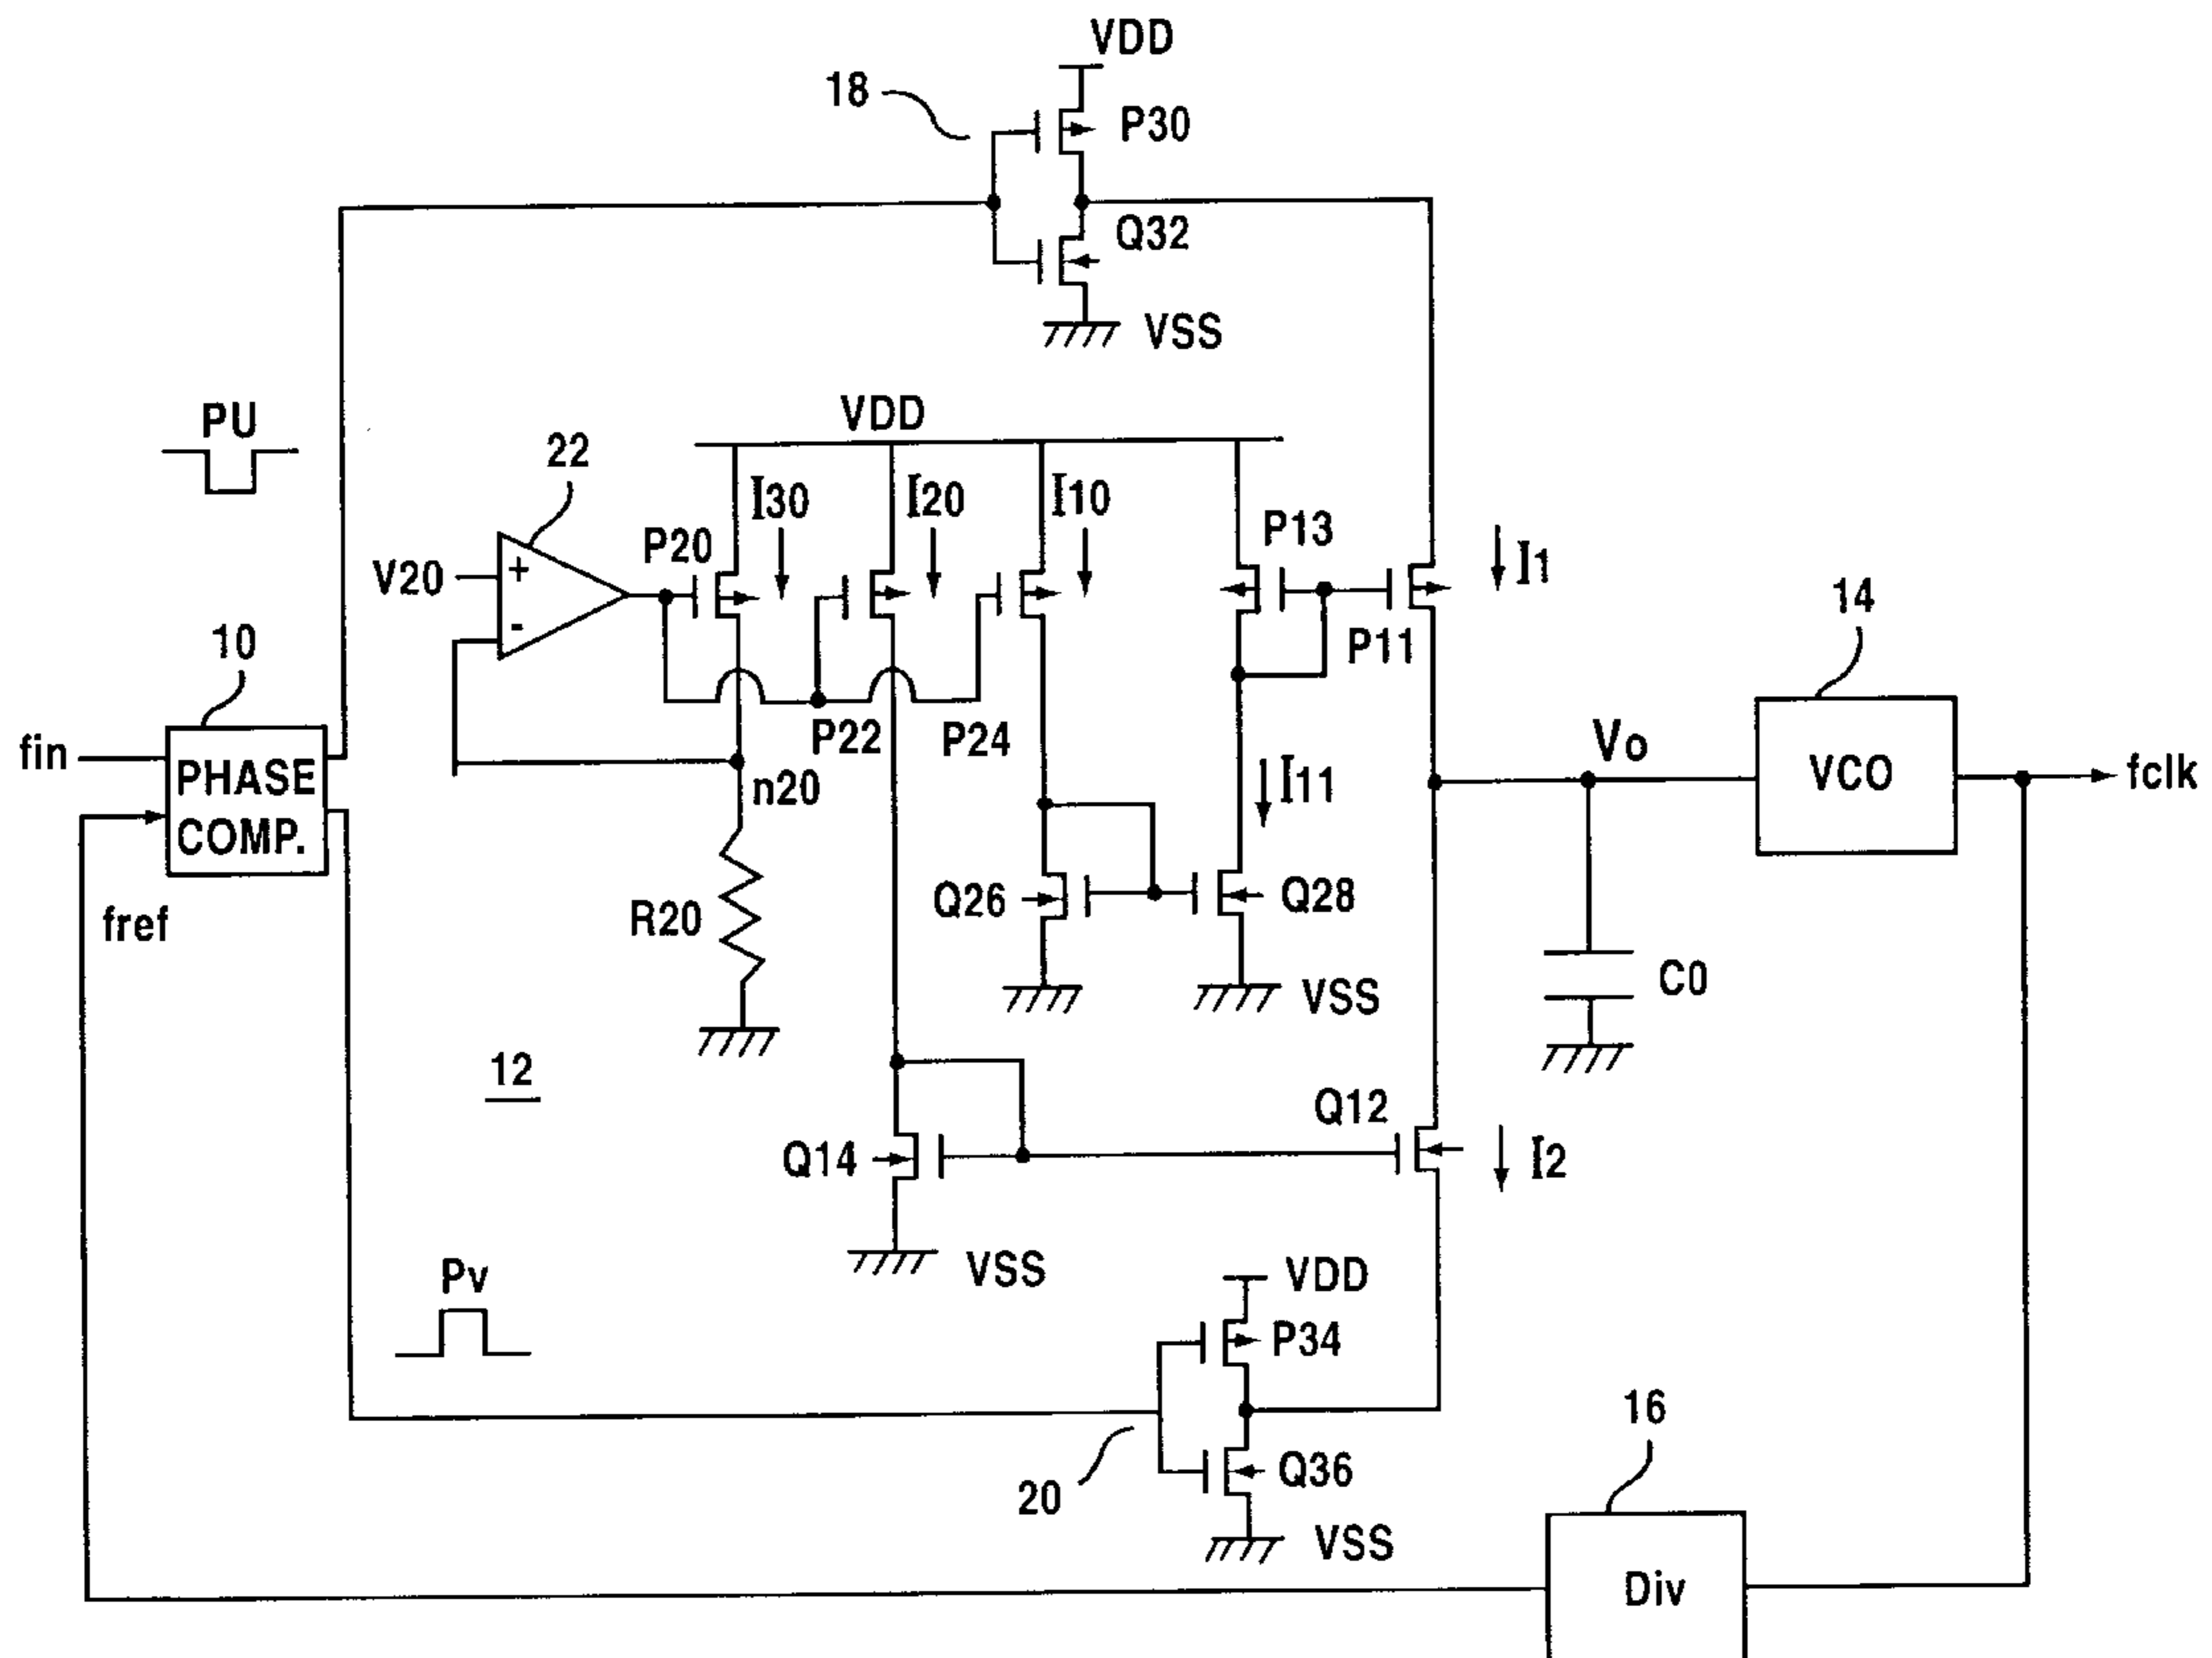 VDD
18
P30
Q32
VSS
PU
VDD
22
I30
I20
I10
P20
P13
V20
+
-
I1
P11
14
10
fin
PHASE
COMP.
P22
P24
n20
I11
Vo
VCO
fclk
fref
R20
Q26
Q28
VSS
C0
12
Q14
Q12
I2
VSS
Pv
VDD
P34
20
Q36
VSS
16
Div